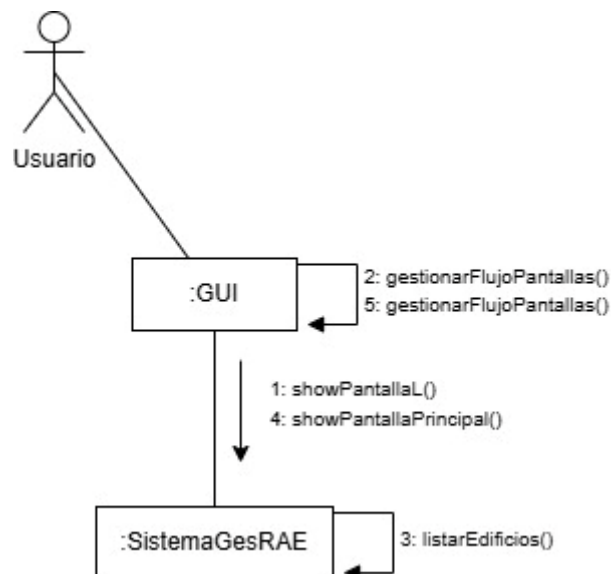 Usuario
:GUI
2: gestionarFlujoPantallas()
5: gestionarFlujoPantallas()
1: showPantallaL()
4: showPantallaPrincipal()
:SistemaGesRAE
3: listarEdificios()